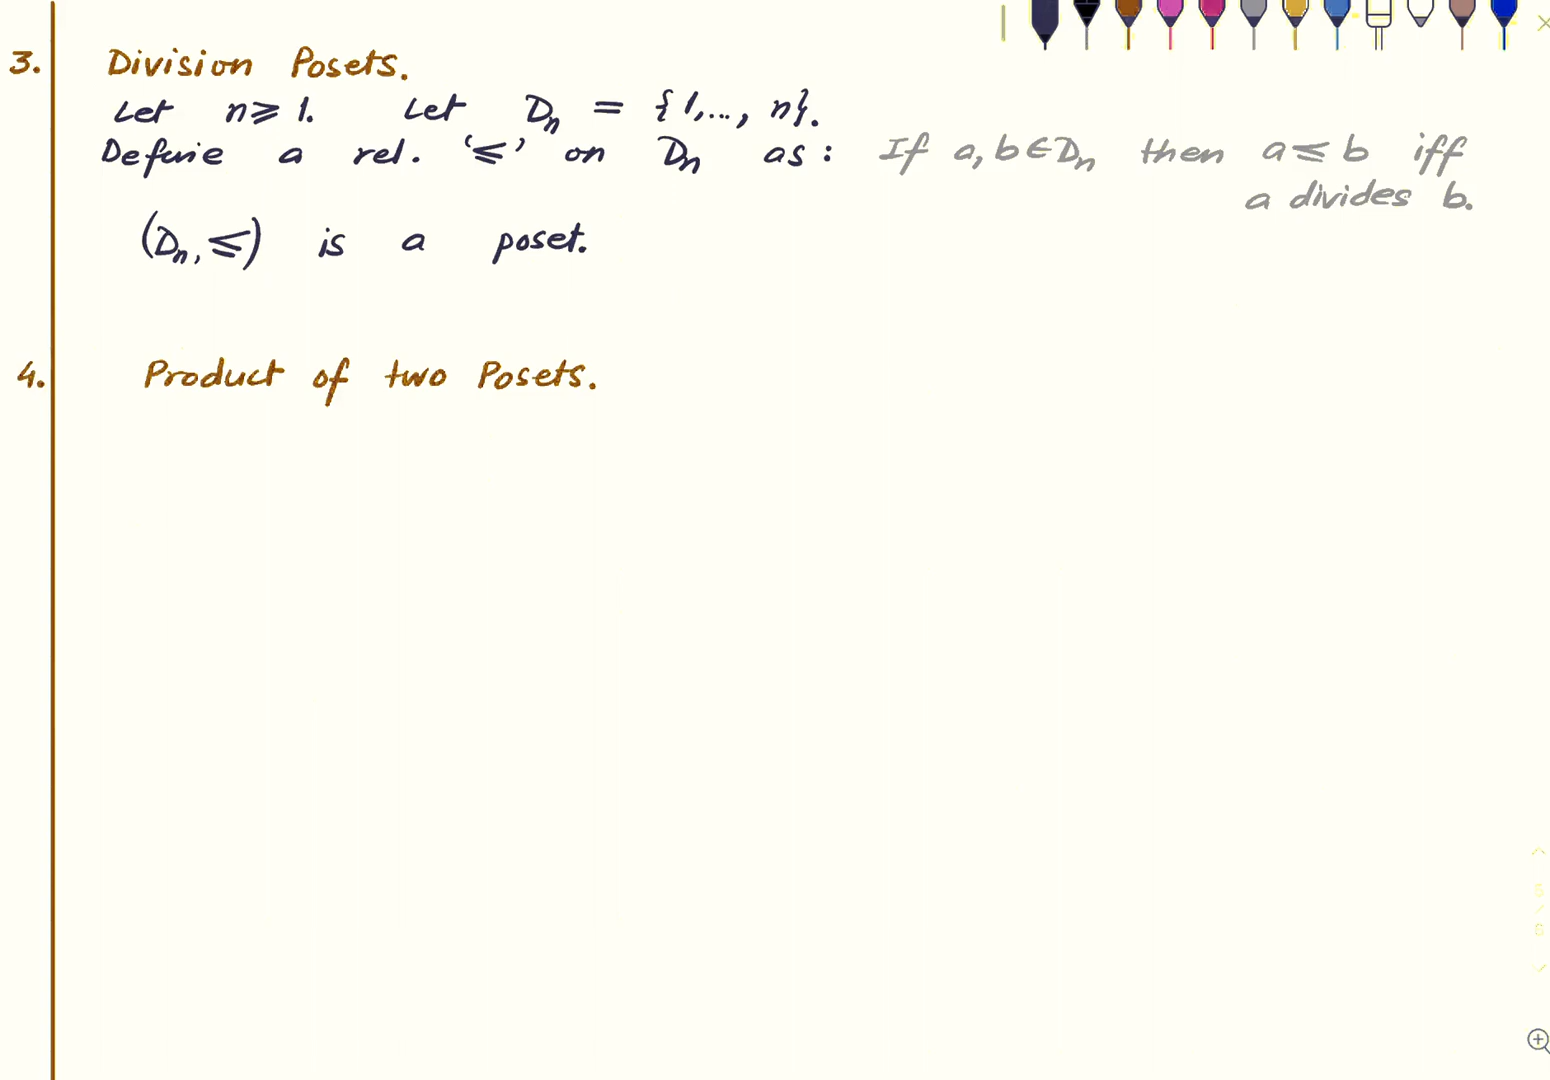 3. Division Posets.
Let n ≥ 1. Let Dₙ = {1,..., n}.
Define a rel. '≤' on Dₙ as: If a, b ∈ Dₙ then a ≤ b iff
a divides b.
(Dₙ, ≤) is a poset.
4. Product of two Posets.